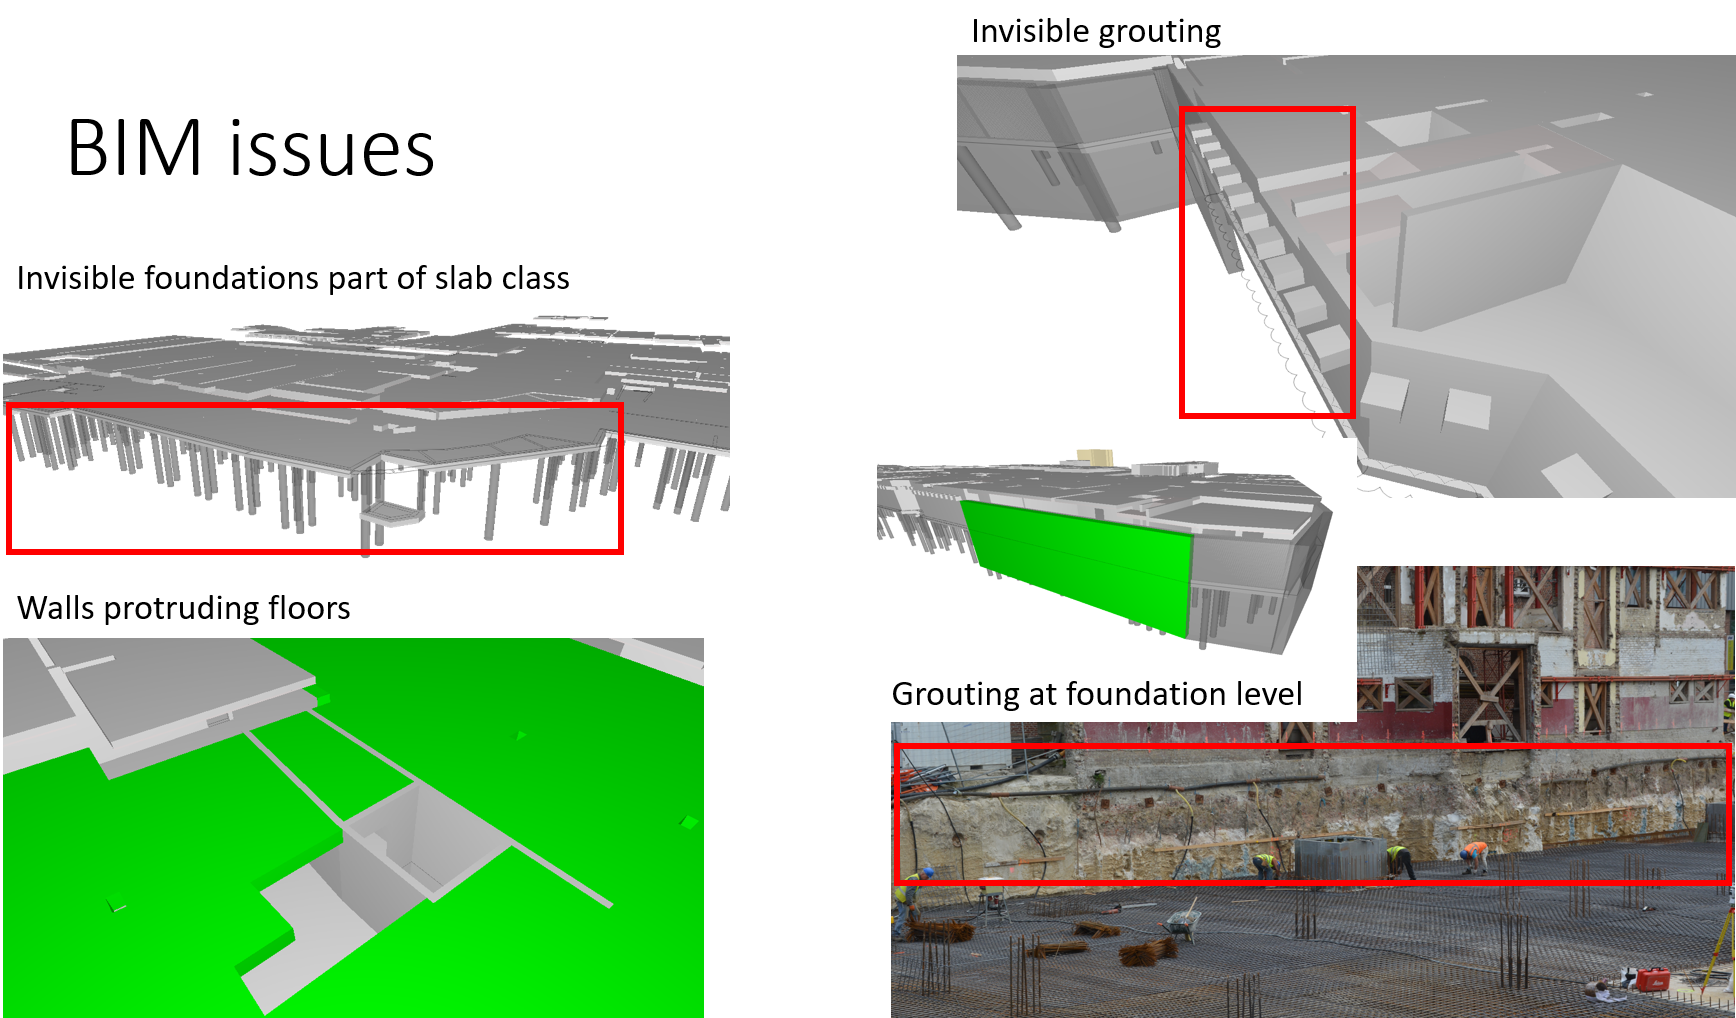 BIM issues
Invisible foundations part of slab class
Walls protruding floors
Invisible grouting
Grouting at foundation level